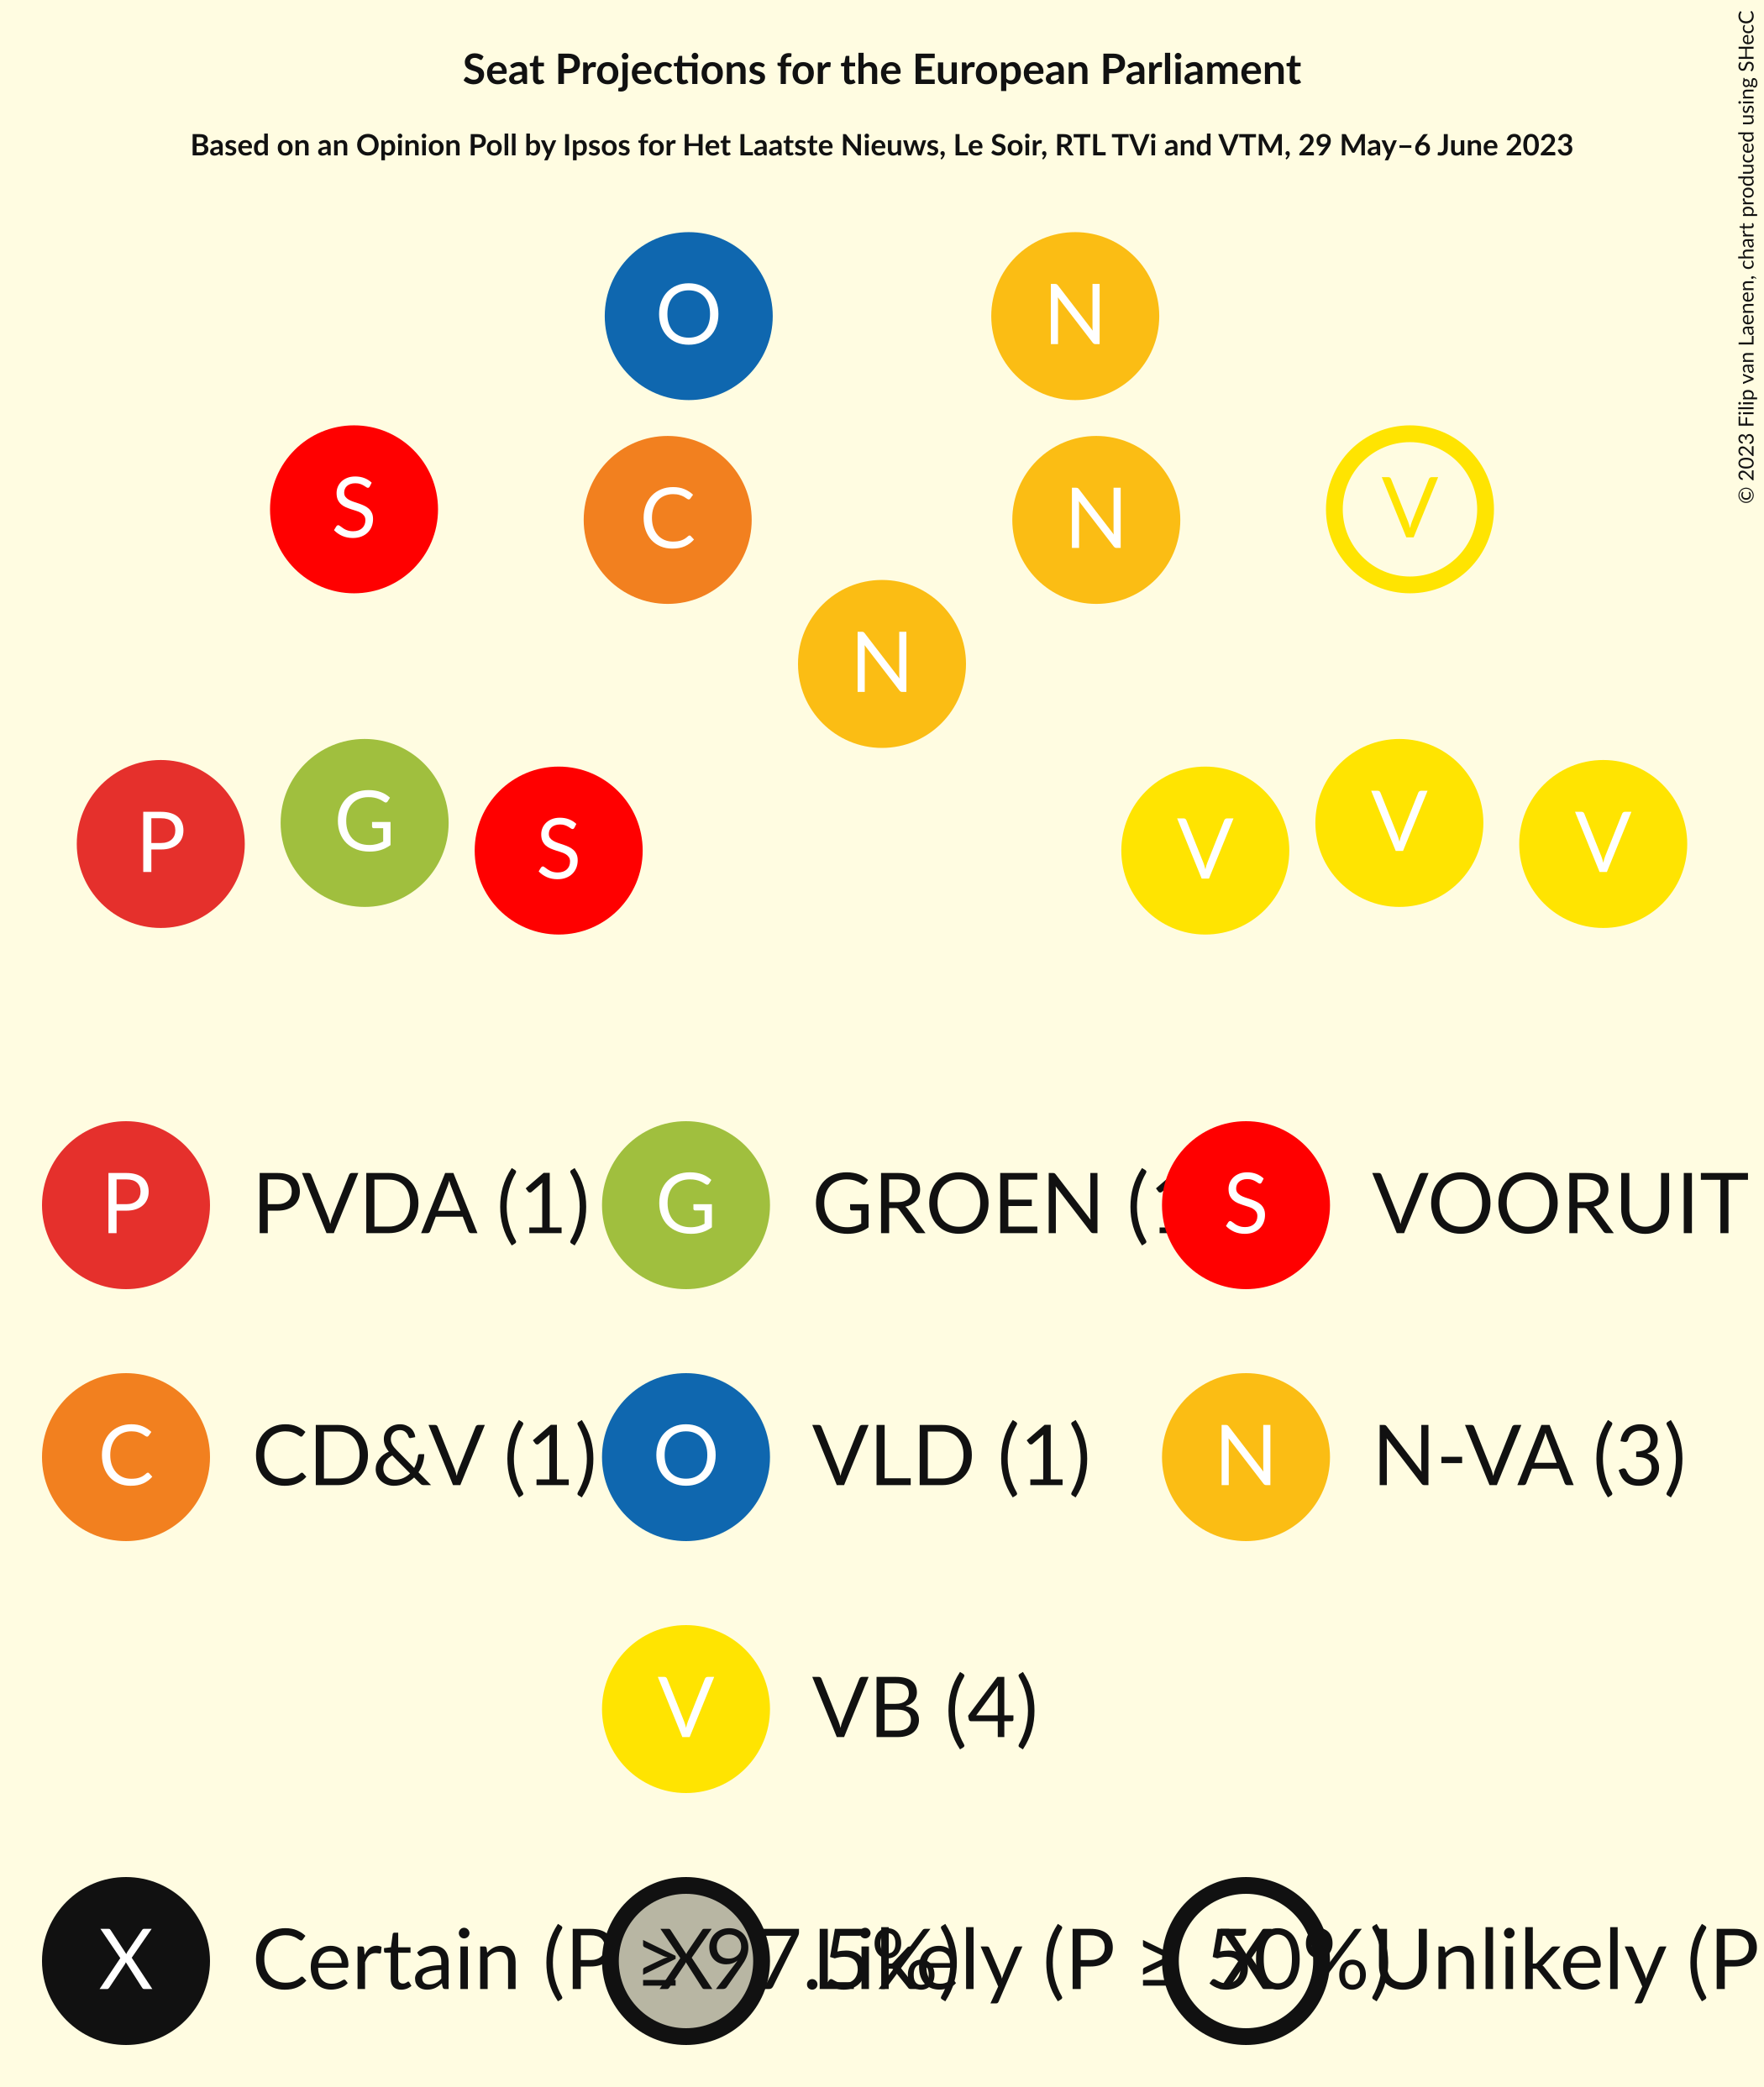 Seat Projections for the European Parliament
Based on an Opinion Poll by Ipsos for Het Laatste Nieuws, Le Soir, RTL TVi and VTM, 29 May–6 June 2023
© 2023 Filip van Laenen, chart produced using SHecC
O N
S C N V
N
P G S V V V
P PVDA (1) G GROEN (1 S VOORUIT
C CD&V (1) O VLD (1) N N-VA (3)
V VB (4)
X Certain (P ≥ 97.5%) X Likely (P ≥ 50%) X Unlikely (P